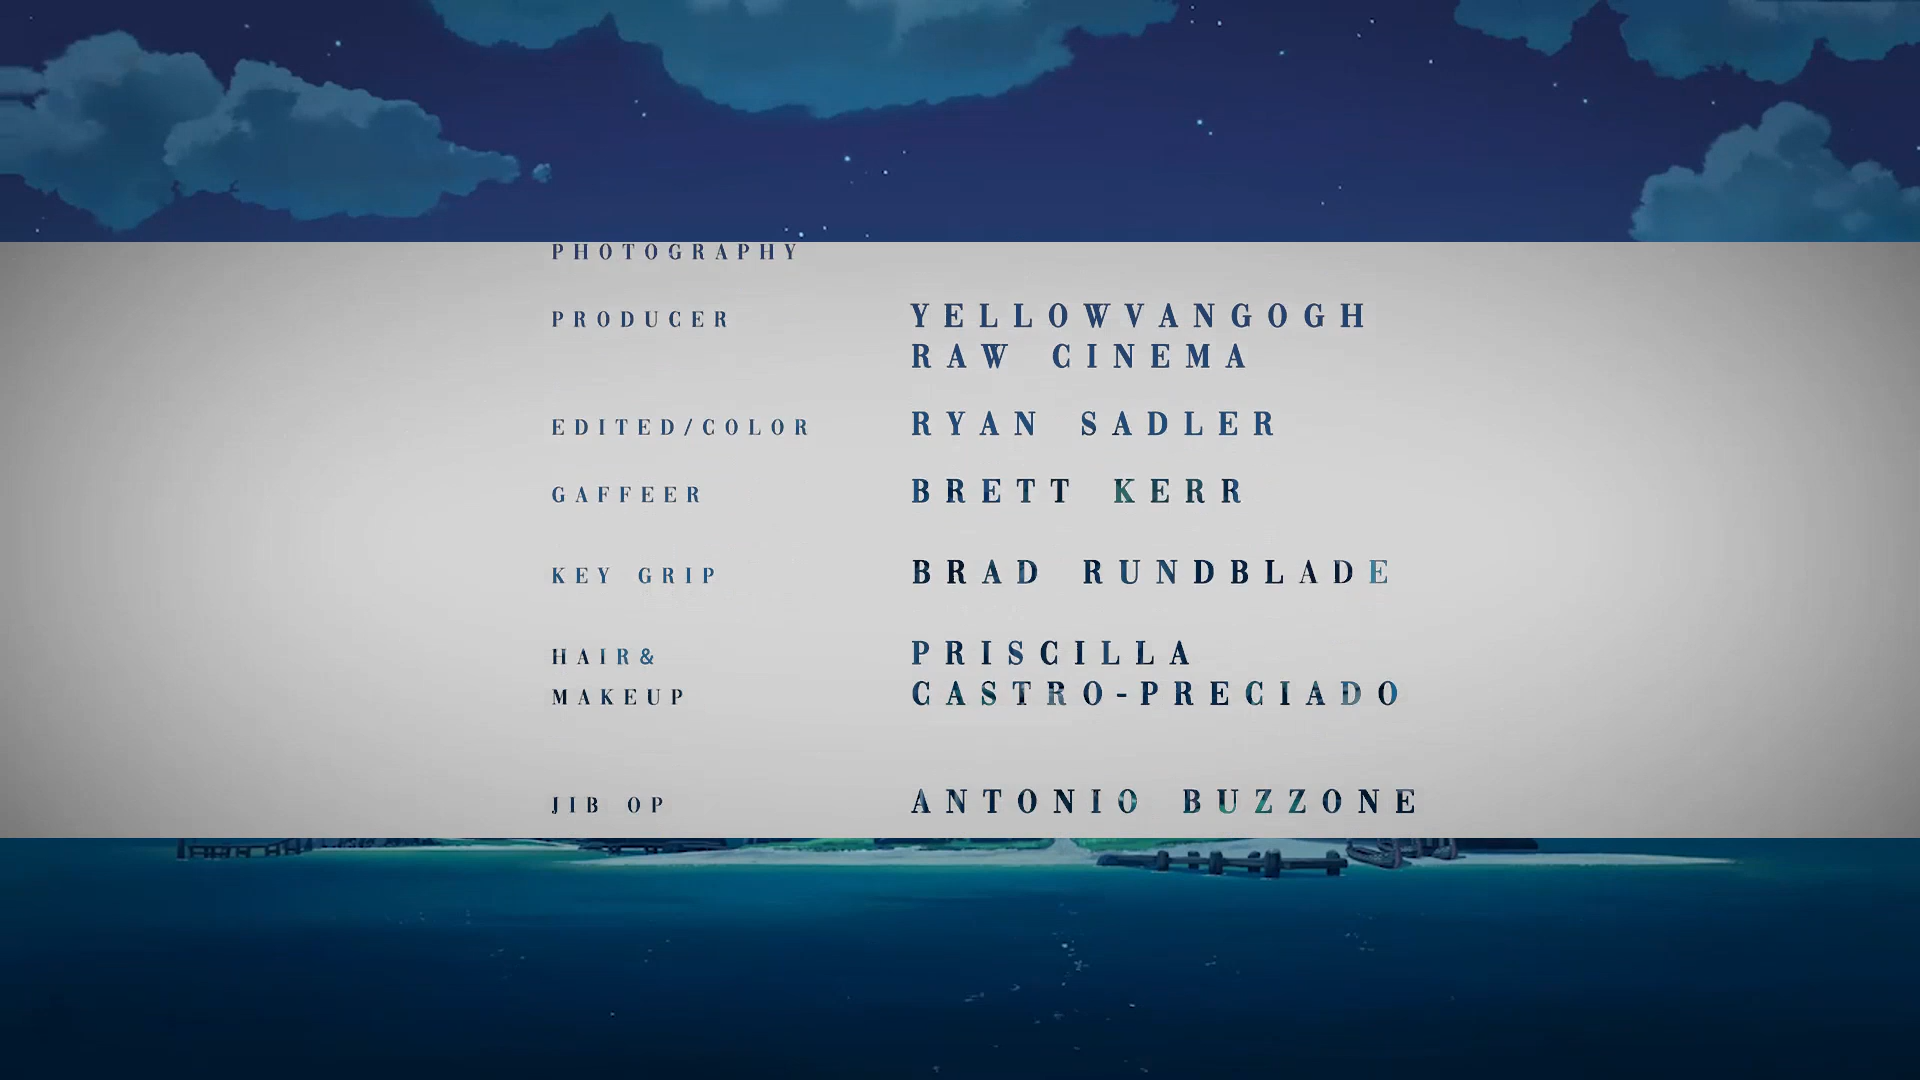 PHOTOGRAPHY
PRODUCER YELLOWVANGOGH
RAW CINEMA
EDITED/COLOR RYAN SADLER
GAFFEER BRETT KERR
KEY GRIP BRAD RUNDBLADE
HAIR& PRISCILLA
MAKEUP CASTRO-PRECIADO
JIB OP ANTONIO BUZZONE